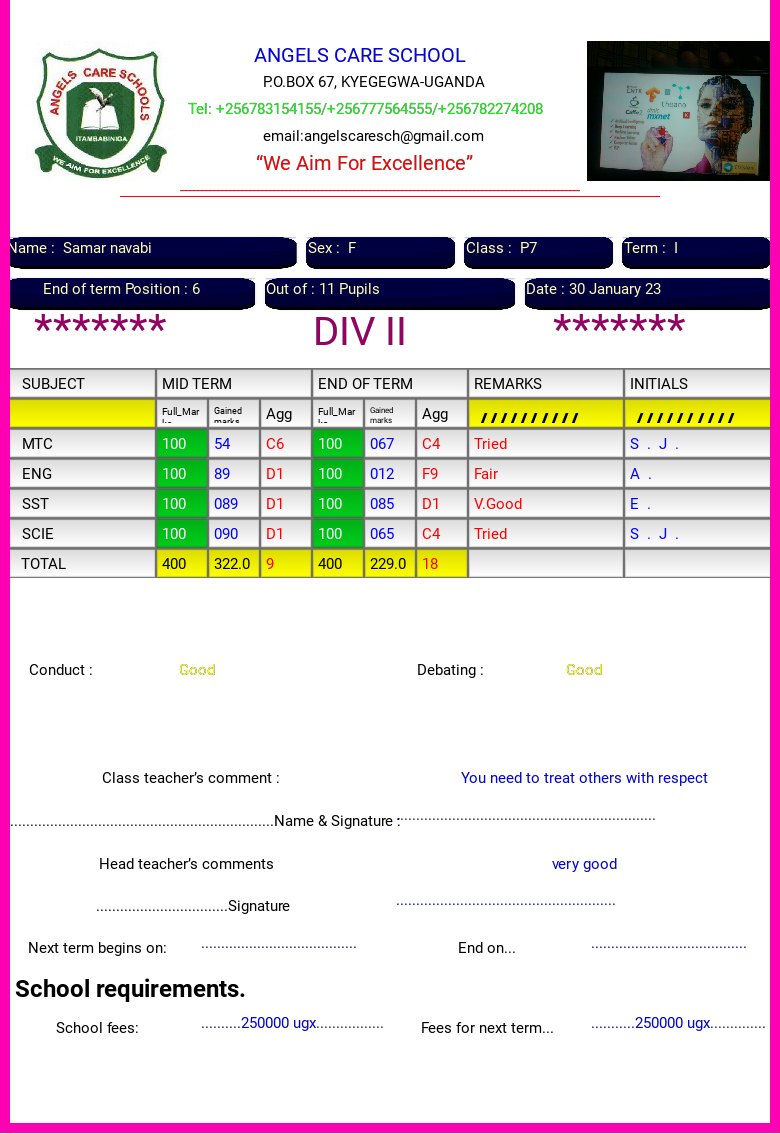 ANGELS CARE SCHOOL
P.O.BOX 67, KYEGEGWA-UGANDA
Tel: +256783154155/+256777564555/+256782274208
email:angelscaresch@gmail.com
“We Aim For Excellence”
ANGELS CARE SCHOOLS
ITAMBABINIGA
WE AIM FOR EXCELLENCE
Caffe2
theano
dmlc
mxnet
Name : Samar navabi Sex : F Class : P7 Term : I
End of term Position : 6 Out of : 11 Pupils Date : 30 January 23
******* DIV II *******
SUBJECT MID TERM END OF TERM REMARKS INITIALS
Full_Mar Gained marks Agg Full_Mar Gained marks Agg ////////// //////////
MTC 100 54 C6 100 067 C4 Tried S . J .
ENG 100 89 D1 100 012 F9 Fair A .
SST 100 089 D1 100 085 D1 V.Good E .
SCIE 100 090 D1 100 065 C4 Tried S . J .
TOTAL 400 322.0 9 400 229.0 18
Conduct : Good Debating : Good
Class teacher’s comment : You need to treat others with respect
..................................................................Name & Signature :.................................................................
Head teacher’s comments very good
.................................Signature .......................................................
Next term begins on: ....................................... End on... .......................................
School requirements.
School fees: ..........250000 ugx................. Fees for next term... ...........250000 ugx..............